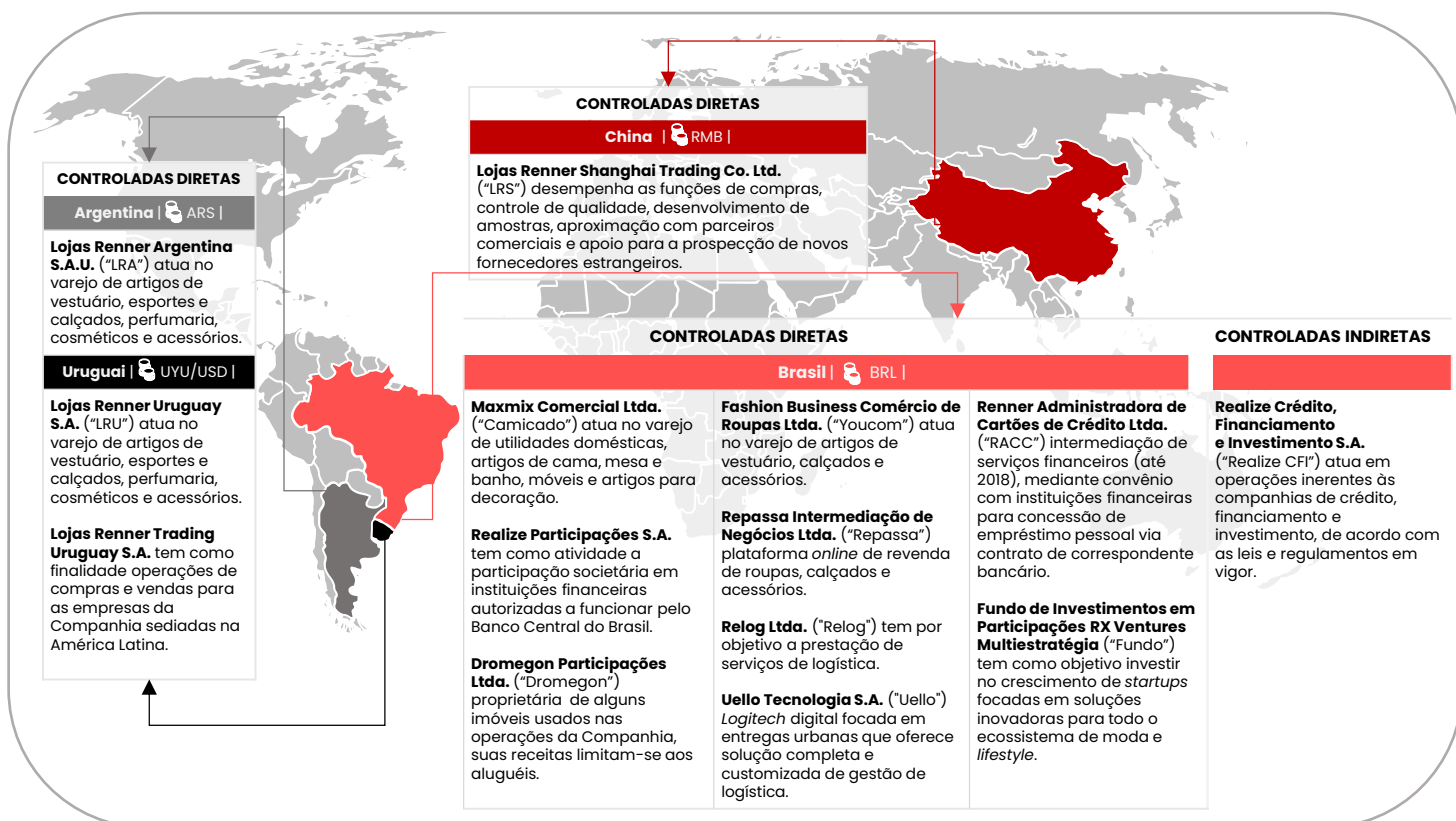 CONTROLADAS DIRETAS
China | RMB |
Lojas Renner Shanghai Trading Co. Ltd.
(“LRS”) desempenha as funções de compras,
controle de qualidade, desenvolvimento de
amostras, aproximação com parceiros
comerciais e apoio para a prospecção de novos
fornecedores estrangeiros.
CONTROLADAS DIRETAS
Argentina | ARS |
Lojas Renner Argentina
S.A.U. (“LRA”) atua no
varejo de artigos de
vestuário, esportes e
calçados, perfumaria,
cosméticos e acessórios.
Uruguai | UYU/USD |
Lojas Renner Uruguay
S.A. (“LRU”) atua no
varejo de artigos de
vestuário, esportes e
calçados, perfumaria,
cosméticos e acessórios.
Lojas Renner Trading
Uruguay S.A. tem como
finalidade operações de
compras e vendas para
as empresas da
Companhia sediadas na
América Latina.
CONTROLADAS DIRETAS
Brasil | BRL |
Maxmix Comercial Ltda.
(“Camicado”) atua no varejo
de utilidades domésticas,
artigos de cama, mesa e
banho, móveis e artigos para
decoração.
Realize Participações S.A.
tem como atividade a
participação societária em
instituições financeiras
autorizadas a funcionar pelo
Banco Central do Brasil.
Dromegon Participações
Ltda. (“Dromegon”)
proprietária de alguns
imóveis usados nas
operações da Companhia,
suas receitas limitam-se aos
aluguéis.
Fashion Business Comércio de
Roupas Ltda. (“Youcom”) atua
no varejo de artigos de
vestuário, calçados e
acessórios.
Repassa Intermediação de
Negócios Ltda. (“Repassa”)
plataforma online de revenda
de roupas, calçados e
acessórios.
Relog Ltda. ("Relog") tem por
objetivo a prestação de
serviços de logística.
Uello Tecnologia S.A. ("Uello")
Logitech digital focada em
entregas urbanas que oferece
solução completa e
customizada de gestão de
logística.
Renner Administradora de
Cartões de Crédito Ltda.
(“RACC”) intermediação de
serviços financeiros (até
2018), mediante convênio
com instituições financeiras
para concessão de
empréstimo pessoal via
contrato de correspondente
bancário.
Fundo de Investimentos em
Participações RX Ventures
Multiestratégia (“Fundo”)
tem como objetivo investir
no crescimento de startups
focadas em soluções
inovadoras para todo o
ecossistema de moda e
lifestyle.
CONTROLADAS INDIRETAS
Realize Crédito,
Financiamento
e Investimento S.A.
(“Realize CFI”) atua em
operações inerentes às
companhias de crédito,
financiamento e
investimento, de acordo com
as leis e regulamentos em
vigor.